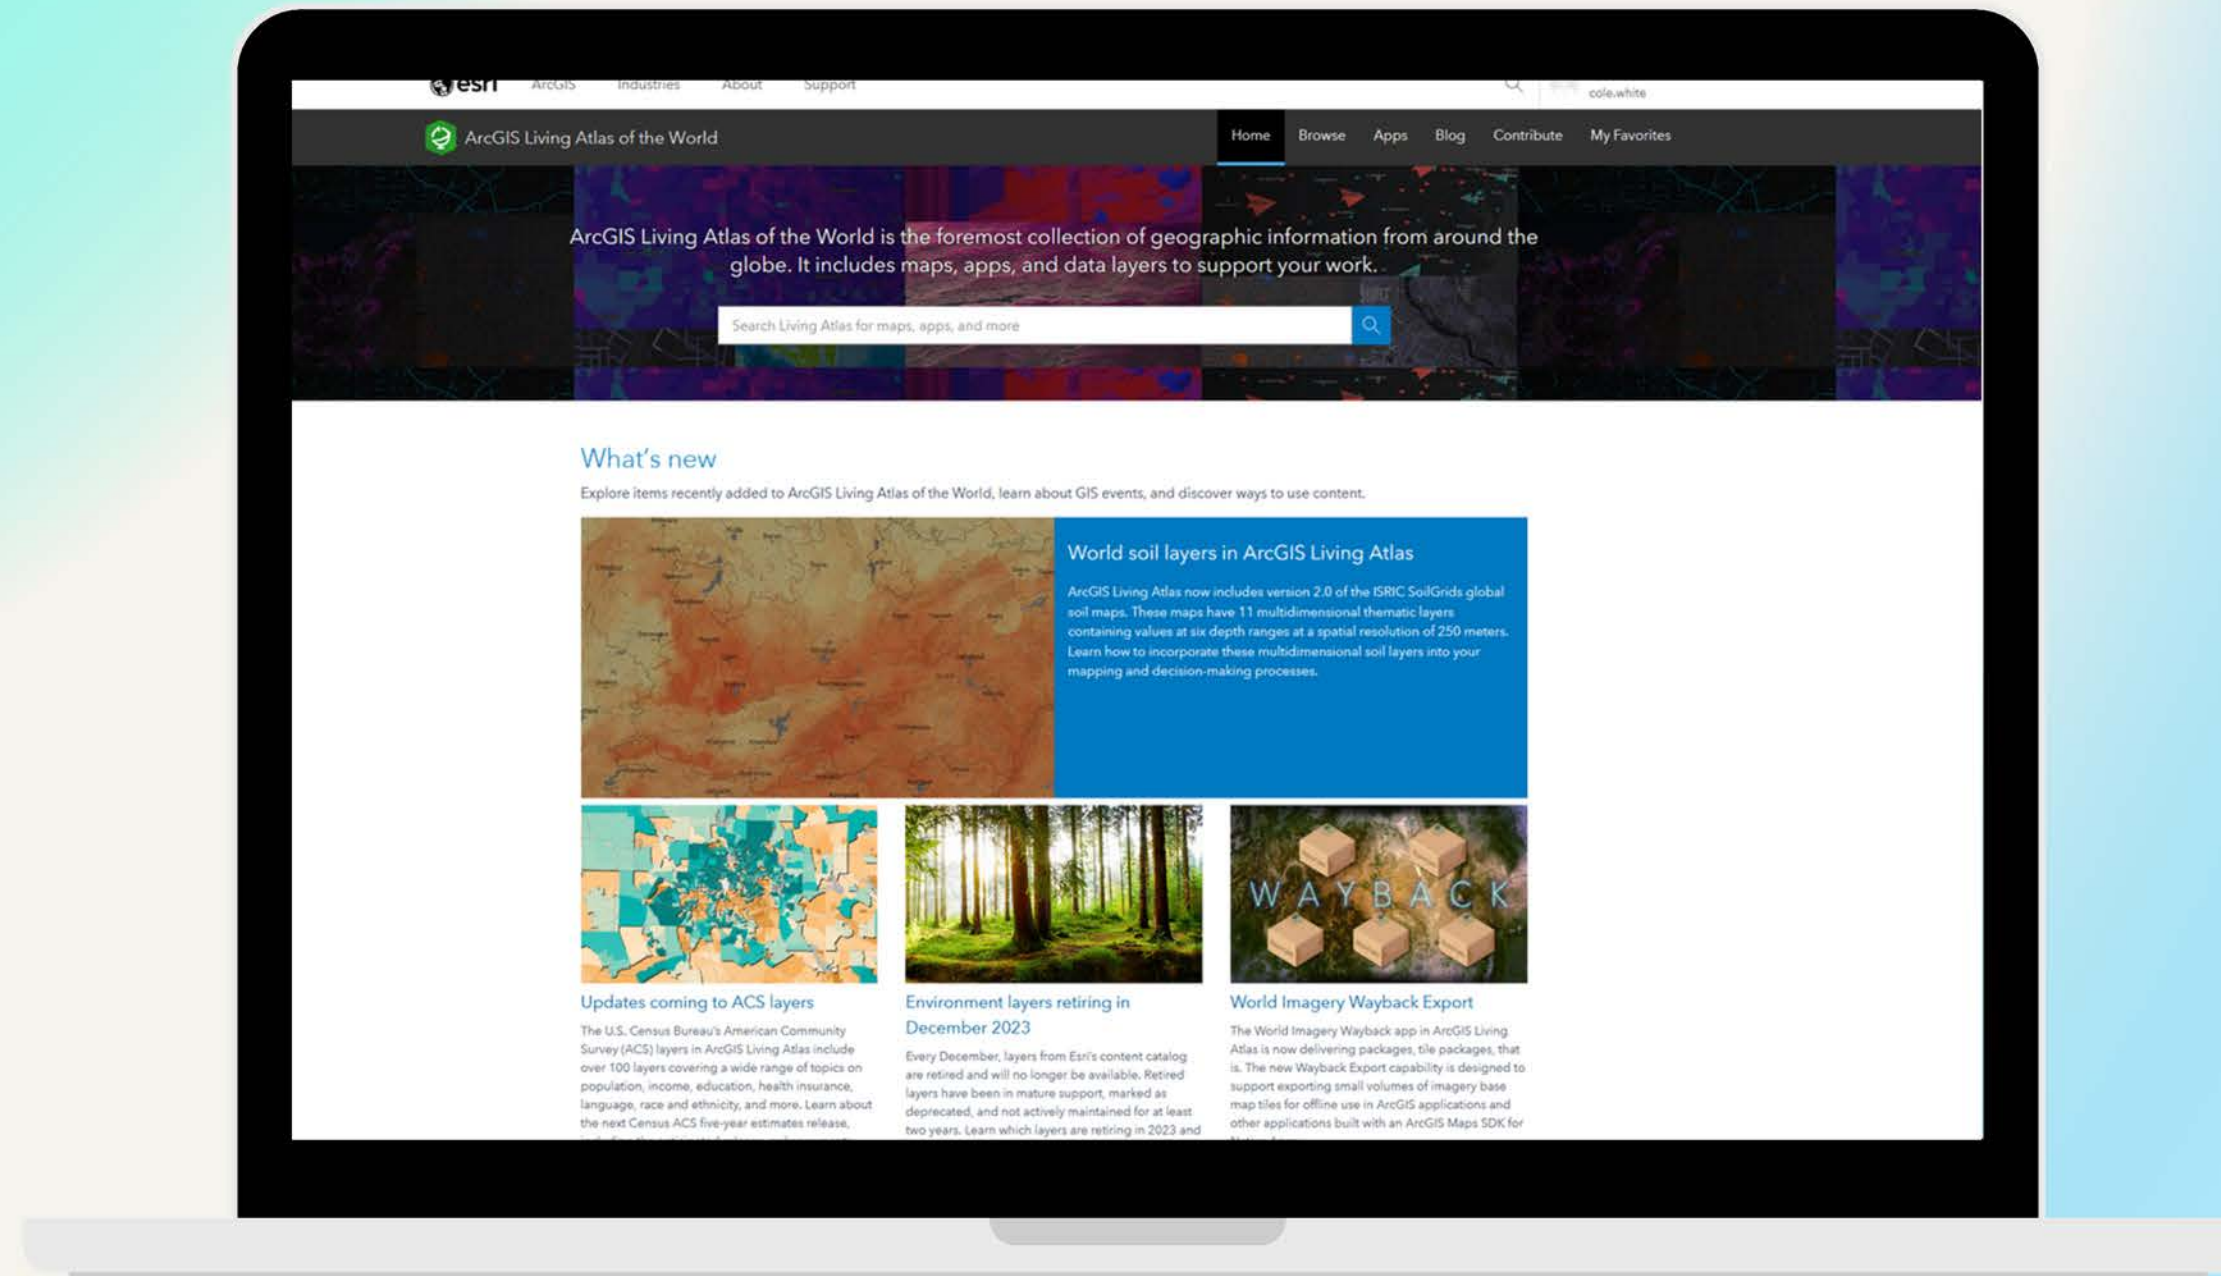 esri ArcGIS Industries About Support cole.white
ArcGIS Living Atlas of the World Home Browse Apps Blog Contribute My Favorites
ArcGIS Living Atlas of the World is the foremost collection of geographic information from around the
globe. It includes maps, apps, and data layers to support your work.
Search Living Atlas for maps, apps, and more
What's new
Explore items recently added to ArcGIS Living Atlas of the World, learn about GIS events, and discover ways to use content.
World soil layers in ArcGIS Living Atlas
ArcGIS Living Atlas now includes version 2.0 of the ISRIC SoilGrids global
soil maps. These maps have 11 multidimensional thematic layers
containing values at six depth ranges at a spatial resolution of 250 meters.
Learn how to incorporate these multidimensional soil layers into your
mapping and decision-making processes.
Updates coming to ACS layers
The U.S. Census Bureau's American Community
Survey (ACS) layers in ArcGIS Living Atlas include
over 100 layers covering a wide range of topics on
population, income, education, health insurance,
language, race and ethnicity, and more. Learn about
the next Census ACS five-year estimates release,
Environment layers retiring in
December 2023
Every December, layers from Esri's content catalog
are retired and will no longer be available. Retired
layers have been in mature support, marked as
deprecated, and not actively maintained for at least
two years. Learn which layers are retiring in 2023 and
WAYBACK
World Imagery Wayback Export
The World Imagery Wayback app in ArcGIS Living
Atlas is now delivering packages, tile packages, that
is. The new Wayback Export capability is designed to
support exporting small volumes of imagery base
map tiles for offline use in ArcGIS applications and
other applications built with an ArcGIS Maps SDK for